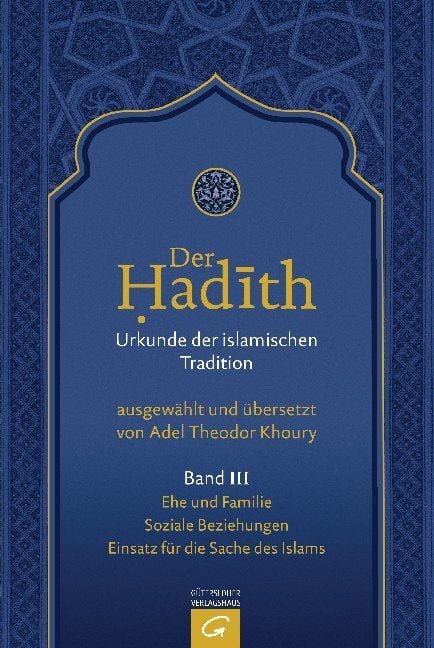 Der
Ḥadīth
Urkunde der islamischen
Tradition
ausgewählt und übersetzt
von Adel Theodor Khoury
Band III
Ehe und Familie
Soziale Beziehungen
Einsatz für die Sache des Islams
GÜTERSLOHER
VERLAGSHAUS